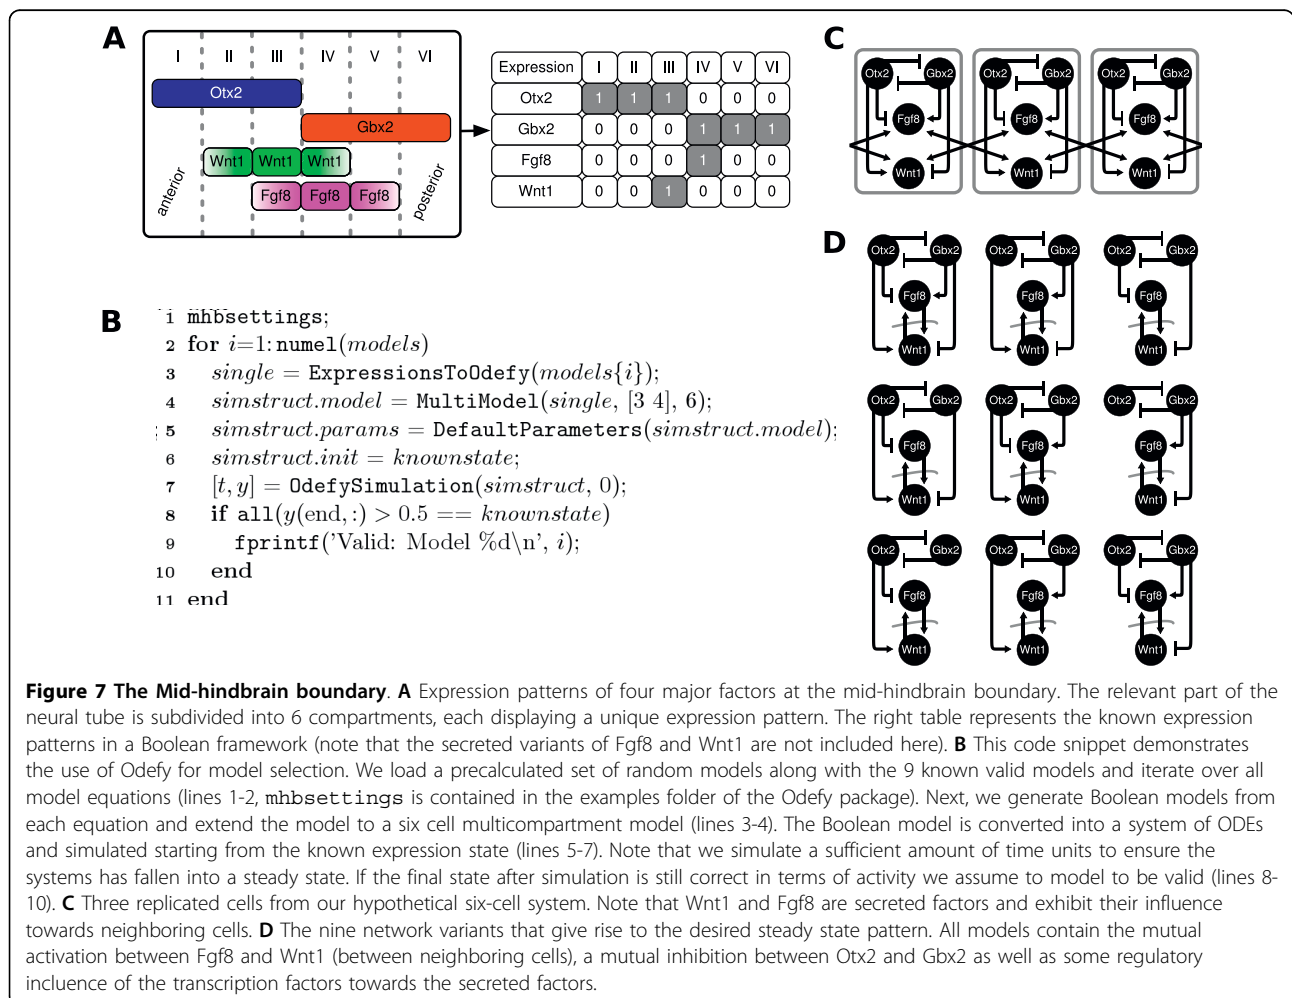 A
I II III IV V VI
Otx2
Gbx2
Wnt1 Wnt1 Wnt1
Fgf8 Fgf8 Fgf8
anterior
posterior
Expression I II III IV V VI
Otx2 1 1 1 0 0 0
Gbx2 0 0 0 1 1 1
Fgf8 0 0 0 1 0 0
Wnt1 0 0 1 0 0 0
B
1 mhbsettings;
2 for i=1:numel(models)
3 single = ExpressionsToOdefy(models{i});
4 simstruct.model = MultiModel(single, [3 4], 6);
5 simstruct.params = DefaultParameters(simstruct.model);
6 simstruct.init = knownstate;
7 [t, y] = OdefySimulation(simstruct, 0);
8 if all(y(end,:) > 0.5 == knownstate)
9 fprintf('Valid: Model %d\n', i);
10 end
11 end
C
Otx2 Gbx2 Otx2 Gbx2 Otx2 Gbx2
Fgf8 Fgf8 Fgf8
Wnt1 Wnt1 Wnt1
D
Otx2 Gbx2 Otx2 Gbx2 Otx2 Gbx2
Fgf8 Fgf8 Fgf8
Wnt1 Wnt1 Wnt1
Otx2 Gbx2 Otx2 Gbx2 Otx2 Gbx2
Fgf8 Fgf8 Fgf8
Wnt1 Wnt1 Wnt1
Otx2 Gbx2 Otx2 Gbx2 Otx2 Gbx2
Fgf8 Fgf8 Fgf8
Wnt1 Wnt1 Wnt1
Figure 7 The Mid-hindbrain boundary. A Expression patterns of four major factors at the mid-hindbrain boundary. The relevant part of the
neural tube is subdivided into 6 compartments, each displaying a unique expression pattern. The right table represents the known expression
patterns in a Boolean framework (note that the secreted variants of Fgf8 and Wnt1 are not included here). B This code snippet demonstrates
the use of Odefy for model selection. We load a precalculated set of random models along with the 9 known valid models and iterate over all
model equations (lines 1-2, mhbsettings is contained in the examples folder of the Odefy package). Next, we generate Boolean models from
each equation and extend the model to a six cell multicompartment model (lines 3-4). The Boolean model is converted into a system of ODEs
and simulated starting from the known expression state (lines 5-7). Note that we simulate a sufficient amount of time units to ensure the
systems has fallen into a steady state. If the final state after simulation is still correct in terms of activity we assume to model to be valid (lines 8-
10). C Three replicated cells from our hypothetical six-cell system. Note that Wnt1 and Fgf8 are secreted factors and exhibit their influence
towards neighboring cells. D The nine network variants that give rise to the desired steady state pattern. All models contain the mutual
activation between Fgf8 and Wnt1 (between neighboring cells), a mutual inhibition between Otx2 and Gbx2 as well as some regulatory
incluence of the transcription factors towards the secreted factors.